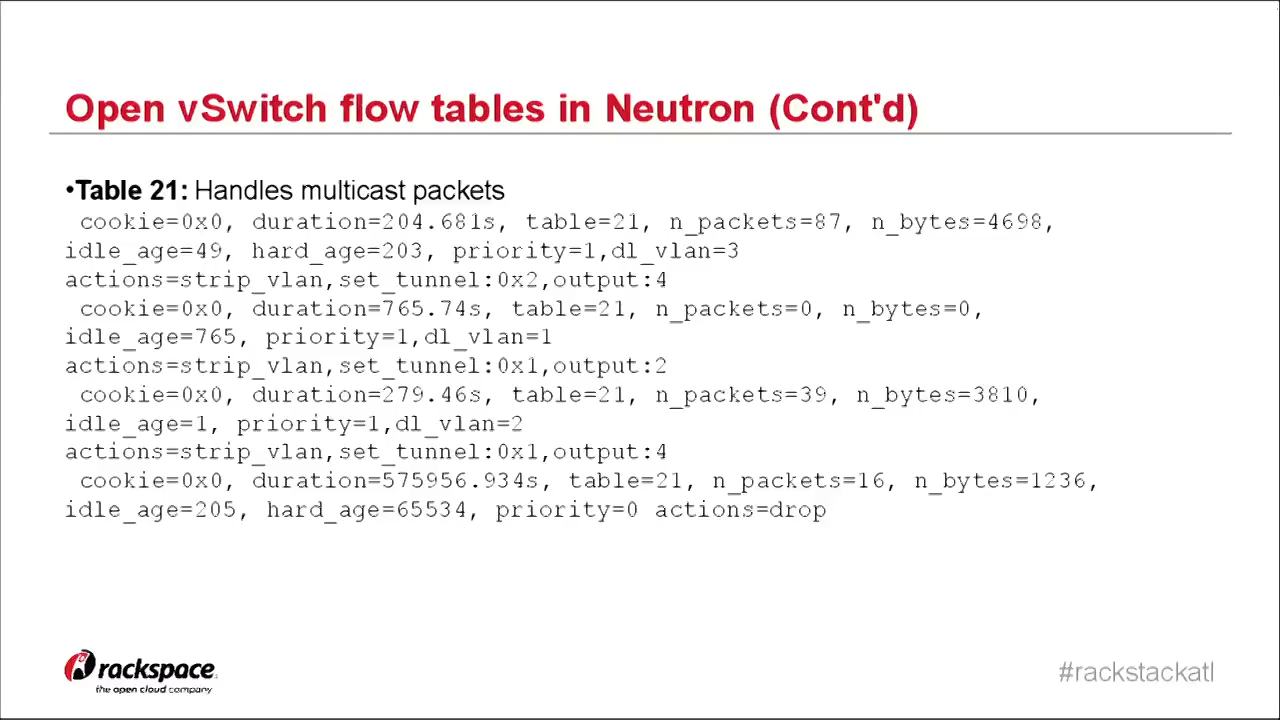 Open vSwitch flow tables in Neutron (Cont'd)
•Table 21: Handles multicast packets
cookie=0x0, duration=204.681s, table=21, n_packets=87, n_bytes=4698,
idle_age=49, hard_age=203, priority=1,dl_vlan=3
actions=strip_vlan,set_tunnel:0x2,output:4
cookie=0x0, duration=765.74s, table=21, n_packets=0, n_bytes=0,
idle_age=765, priority=1,dl_vlan=1
actions=strip_vlan,set_tunnel:0x1,output:2
cookie=0x0, duration=279.46s, table=21, n_packets=39, n_bytes=3810,
idle_age=1, priority=1,dl_vlan=2
actions=strip_vlan,set_tunnel:0x1,output:4
cookie=0x0, duration=575956.934s, table=21, n_packets=16, n_bytes=1236,
idle_age=205, hard_age=65534, priority=0 actions=drop
rackspace
the open cloud company
#rackstackatl